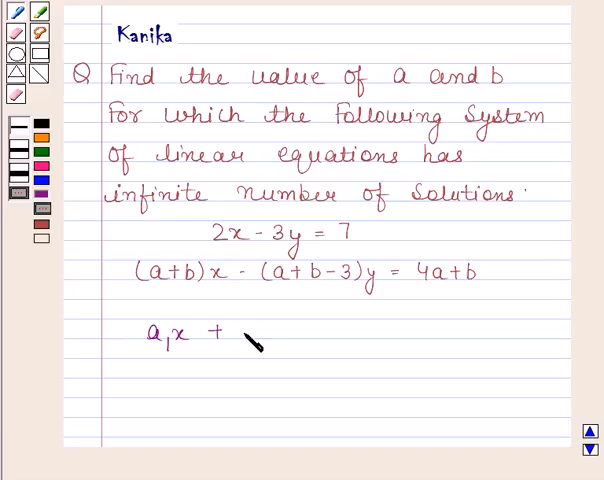 Kanika
Q Find the value of a and b
for which the following system
of linear equations has
infinite number of solutions.
2x - 3y = 7
(a+b)x - (a+b-3)y = 4a+b
a₁x +